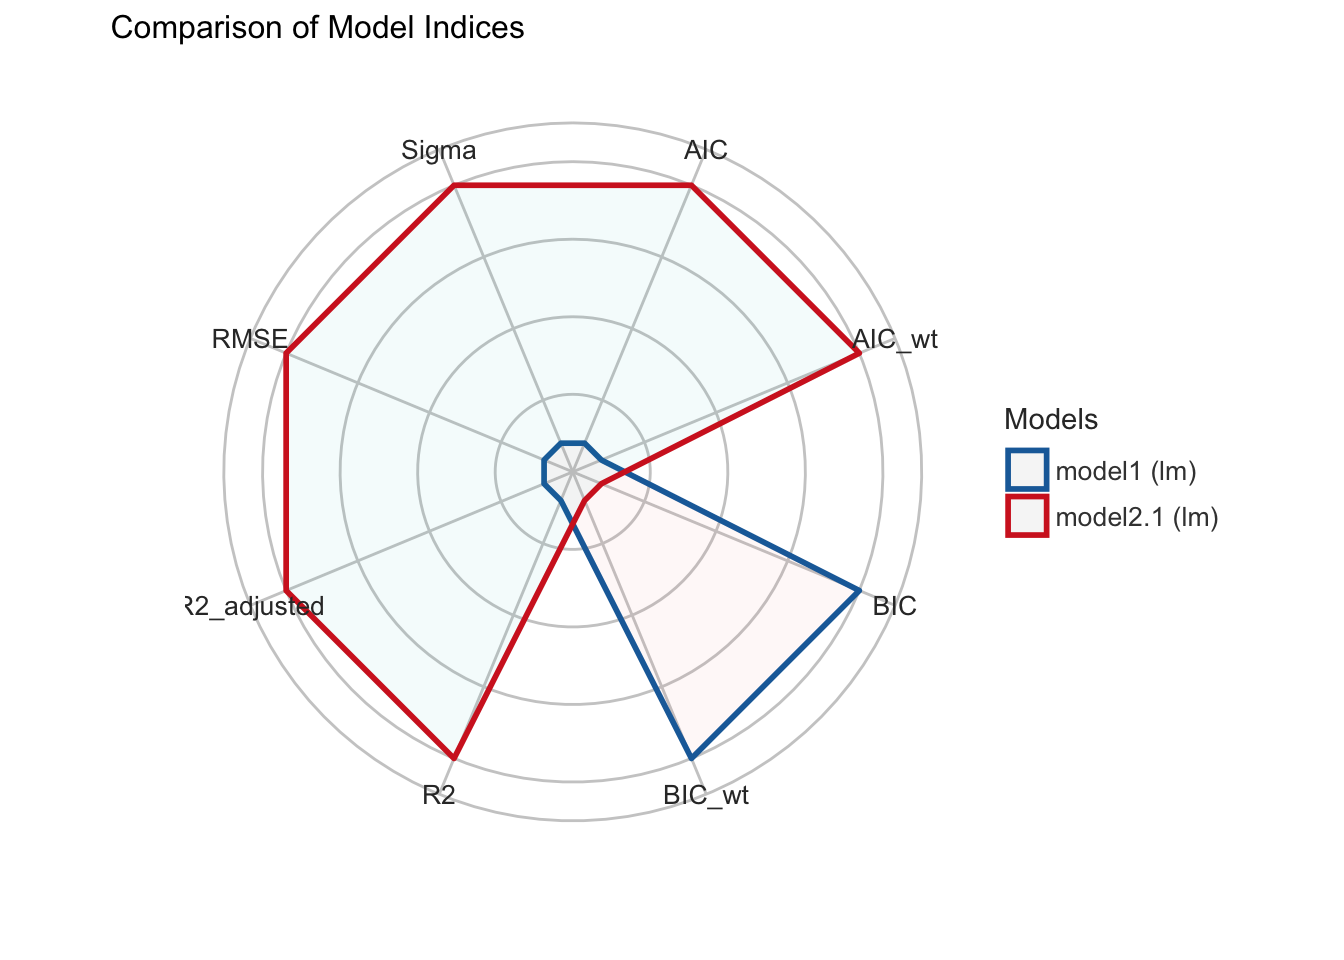 Comparison of Model Indices
Sigma
AIC
RMSE
AIC_wt
Models
model1 (lm)
model2.1 (lm)
R2_adjusted
BIC
R2
BIC_wt